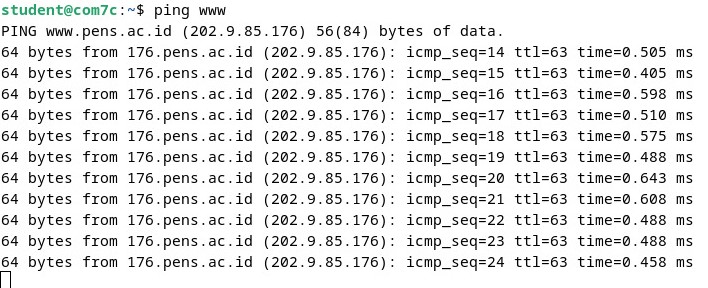 student@com7c:~$ ping www
PING www.pens.ac.id (202.9.85.176) 56(84) bytes of data.
64 bytes from 176.pens.ac.id (202.9.85.176): icmp_seq=14 ttl=63 time=0.505 ms
64 bytes from 176.pens.ac.id (202.9.85.176): icmp_seq=15 ttl=63 time=0.405 ms
64 bytes from 176.pens.ac.id (202.9.85.176): icmp_seq=16 ttl=63 time=0.598 ms
64 bytes from 176.pens.ac.id (202.9.85.176): icmp_seq=17 ttl=63 time=0.510 ms
64 bytes from 176.pens.ac.id (202.9.85.176): icmp_seq=18 ttl=63 time=0.575 ms
64 bytes from 176.pens.ac.id (202.9.85.176): icmp_seq=19 ttl=63 time=0.488 ms
64 bytes from 176.pens.ac.id (202.9.85.176): icmp_seq=20 ttl=63 time=0.643 ms
64 bytes from 176.pens.ac.id (202.9.85.176): icmp_seq=21 ttl=63 time=0.608 ms
64 bytes from 176.pens.ac.id (202.9.85.176): icmp_seq=22 ttl=63 time=0.488 ms
64 bytes from 176.pens.ac.id (202.9.85.176): icmp_seq=23 ttl=63 time=0.488 ms
64 bytes from 176.pens.ac.id (202.9.85.176): icmp_seq=24 ttl=63 time=0.458 ms